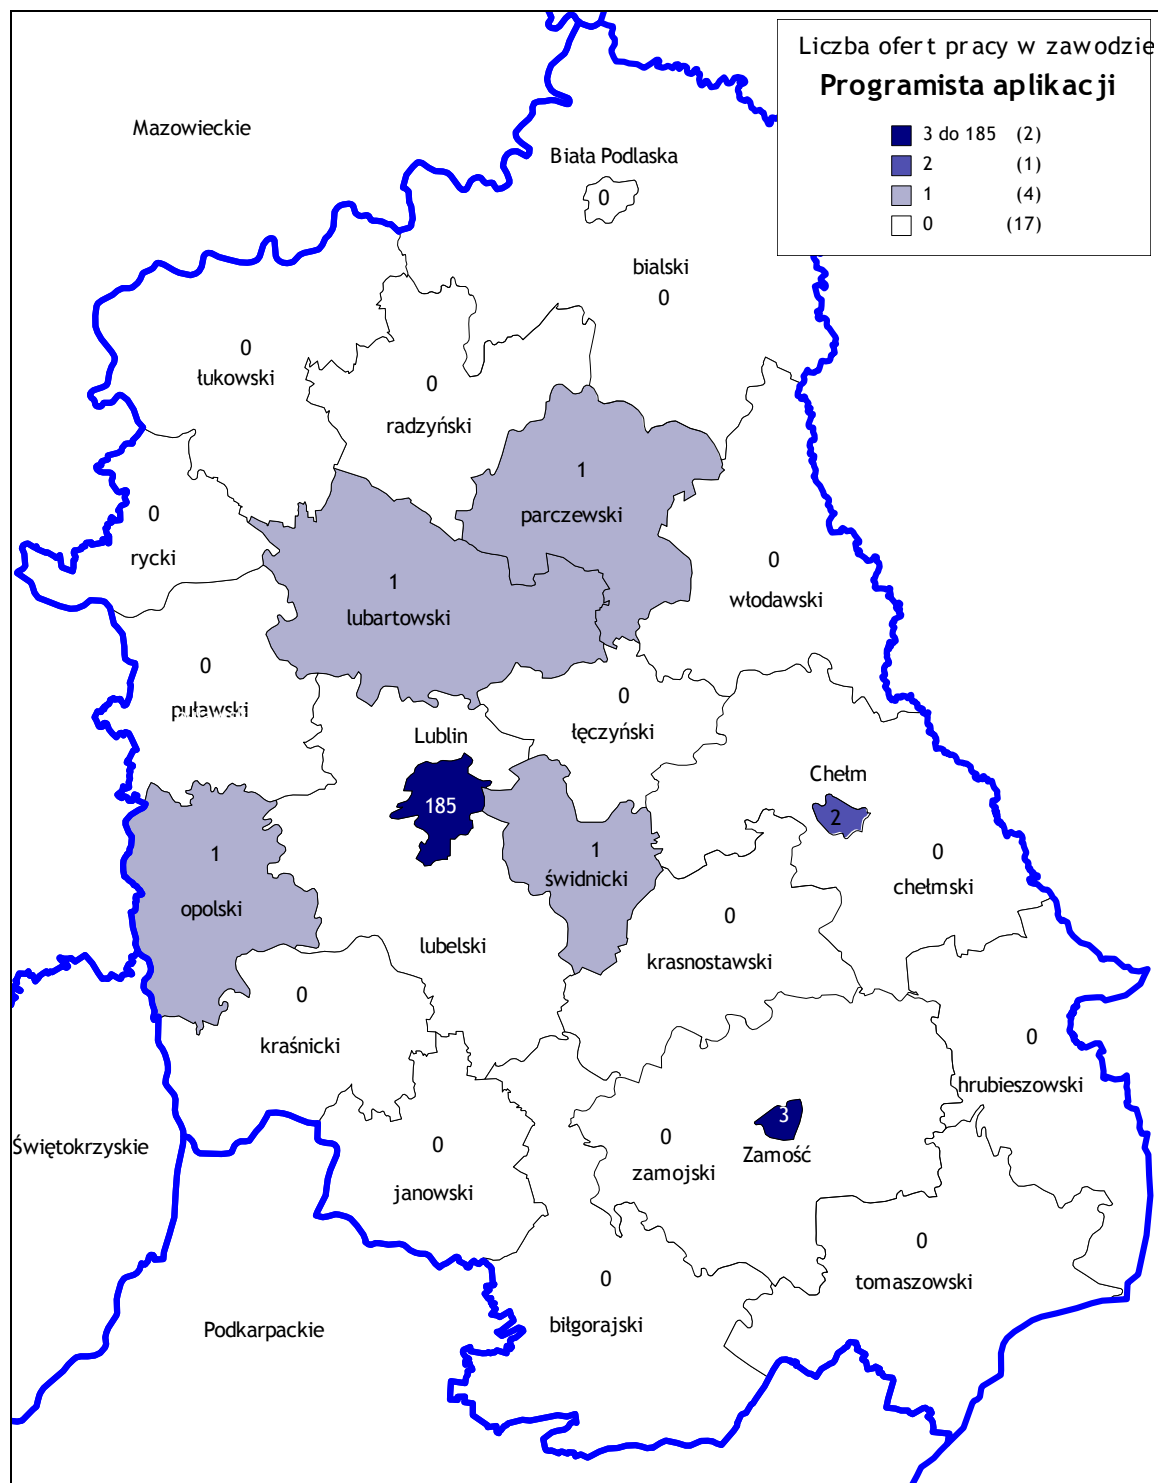 Liczba ofert pracy w zawodzie
Programista aplikacji
3 do 185 (2)
2 (1)
1 (4)
0 (17)
Mazowieckie
Biała Podlaska
0
bialski
0
0
łukowski
0
radzyński
1
parczewski
0
rycki
0
włodawski
1
lubartowski
0
puławski
0
łęczyński
Lublin
185
Chełm
2
1
opolski
1
świdnicki
0
chełmski
lubelski
0
krasnostawski
0
kraśnicki
0
hrubieszowski
3
Zamość
0
zamojski
Świętokrzyskie
0
janowski
0
tomaszowski
0
biłgorajski
Podkarpackie